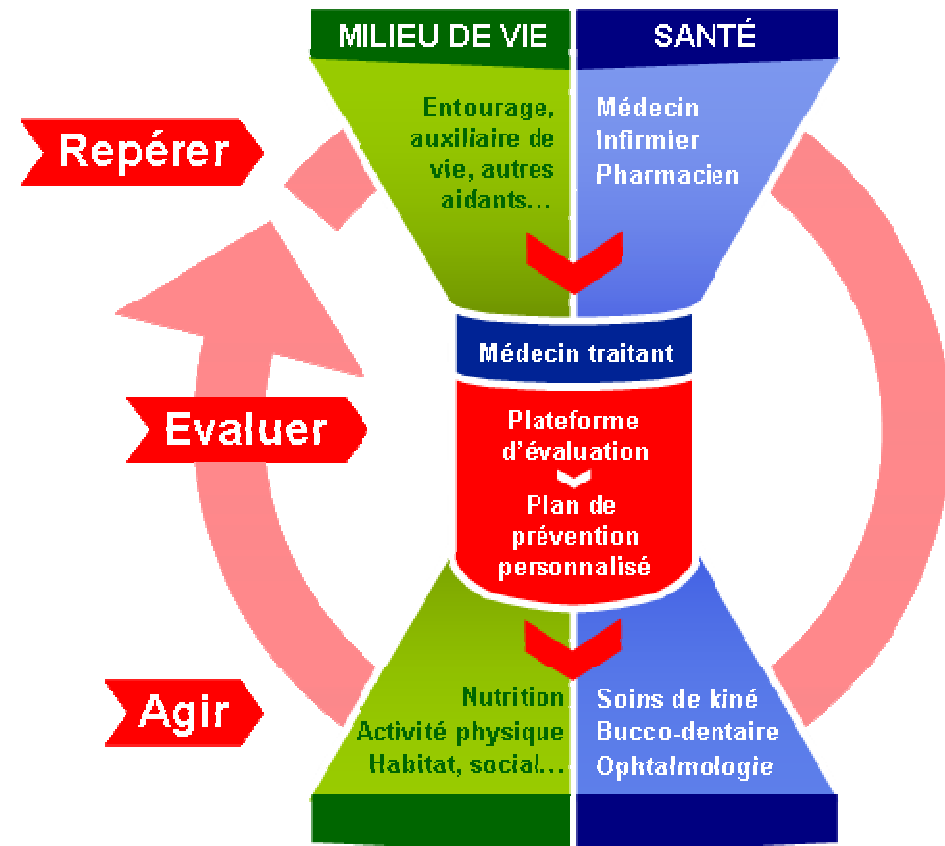 MILIEU DE VIE
SANTÉ
Repérer
Entourage,
auxiliaire de
vie, autres
aidants...
Médecin
Infirmier
Pharmacien
Médecin traitant
Evaluer
Plateforme
d'évaluation
Plan de
prévention
personnalisé
Agir
Nutrition
Activité physique
Habitat, social...
Soins de kiné
Bucco-dentaire
Ophtalmologie